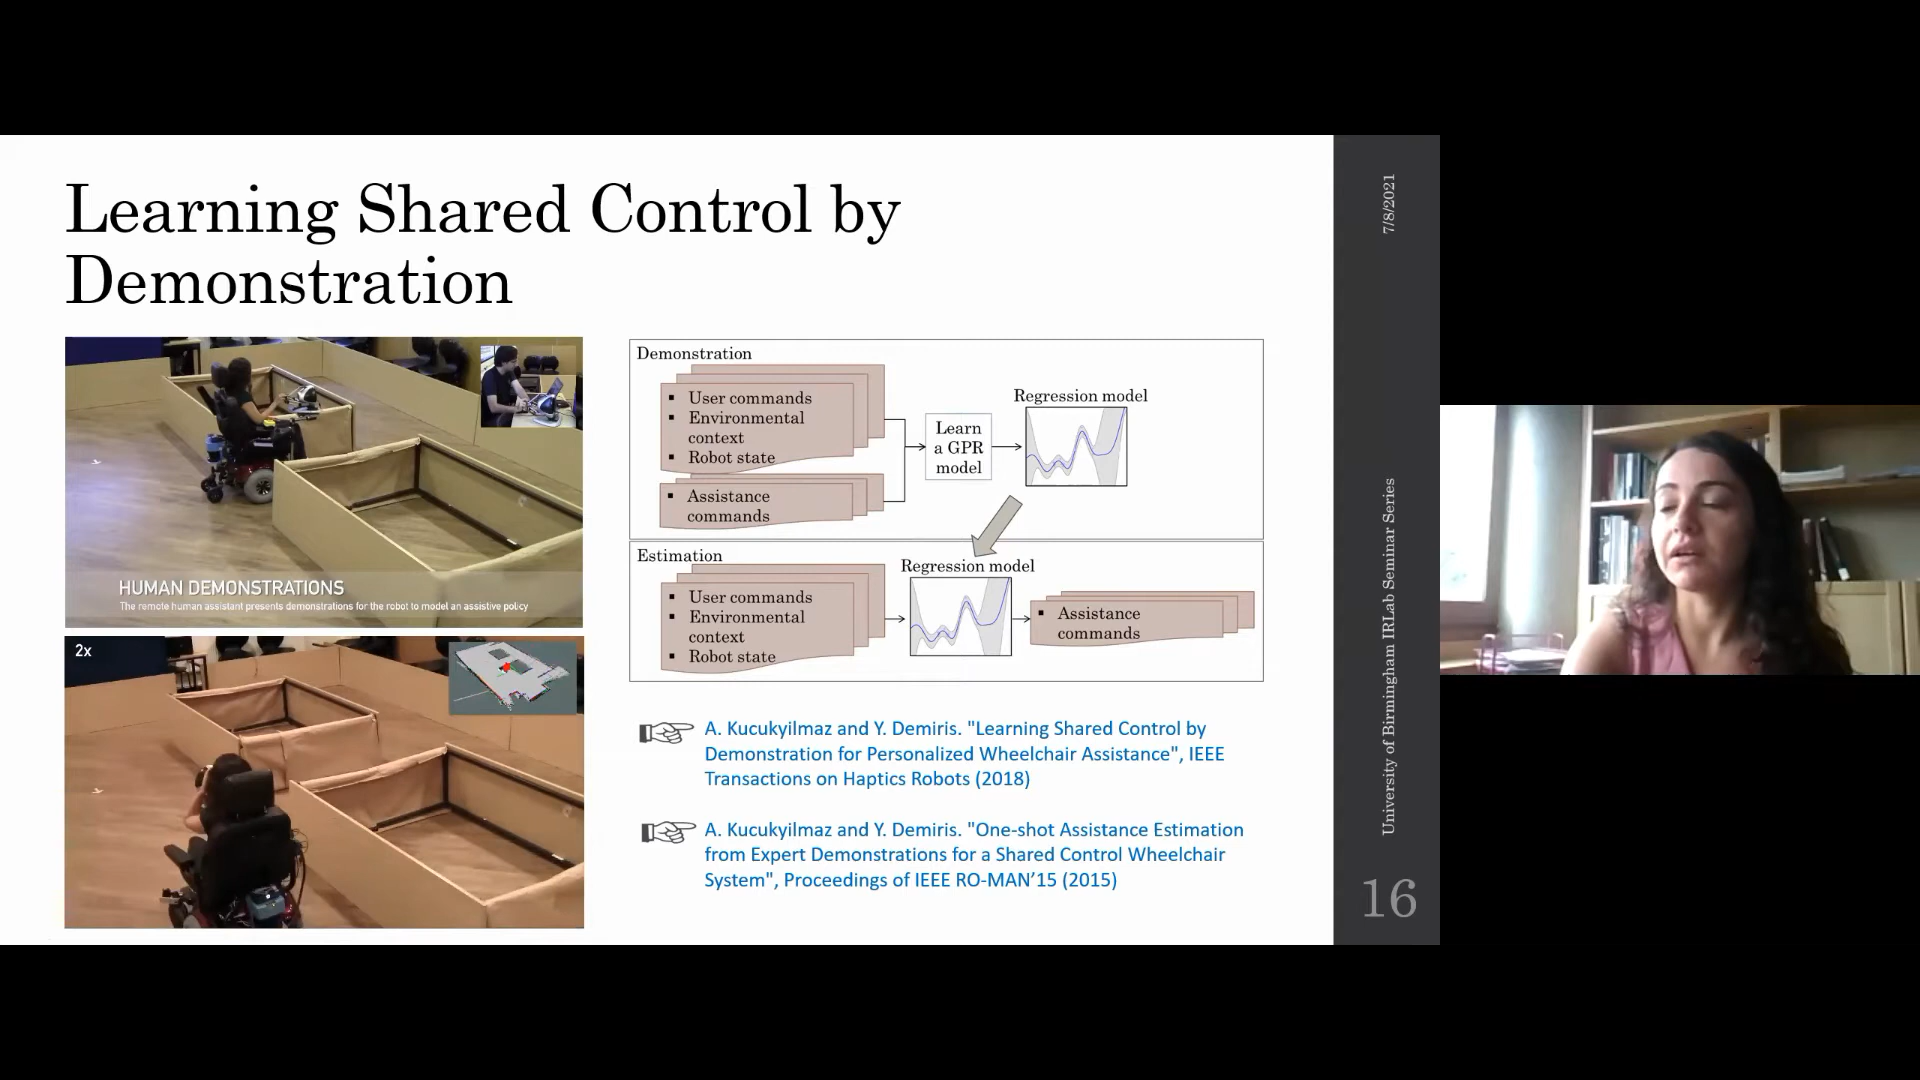 Learning Shared Control by
Demonstration
HUMAN DEMONSTRATIONS
The remote human assistant presents demonstrations for the robot to model an assistive policy
2x
Demonstration
▪ User commands
▪ Environmental
context
▪ Robot state
▪ Assistance
commands
Learn
a GPR
model
Regression model
Estimation
▪ User commands
▪ Environmental
context
▪ Robot state
Regression model
▪ Assistance
commands
A. Kucukyilmaz and Y. Demiris. "Learning Shared Control by
Demonstration for Personalized Wheelchair Assistance", IEEE
Transactions on Haptics Robots (2018)
A. Kucukyilmaz and Y. Demiris. "One-shot Assistance Estimation
from Expert Demonstrations for a Shared Control Wheelchair
System", Proceedings of IEEE RO-MAN’15 (2015)
7/8/2021
University of Birmingham IRLab Seminar Series
16